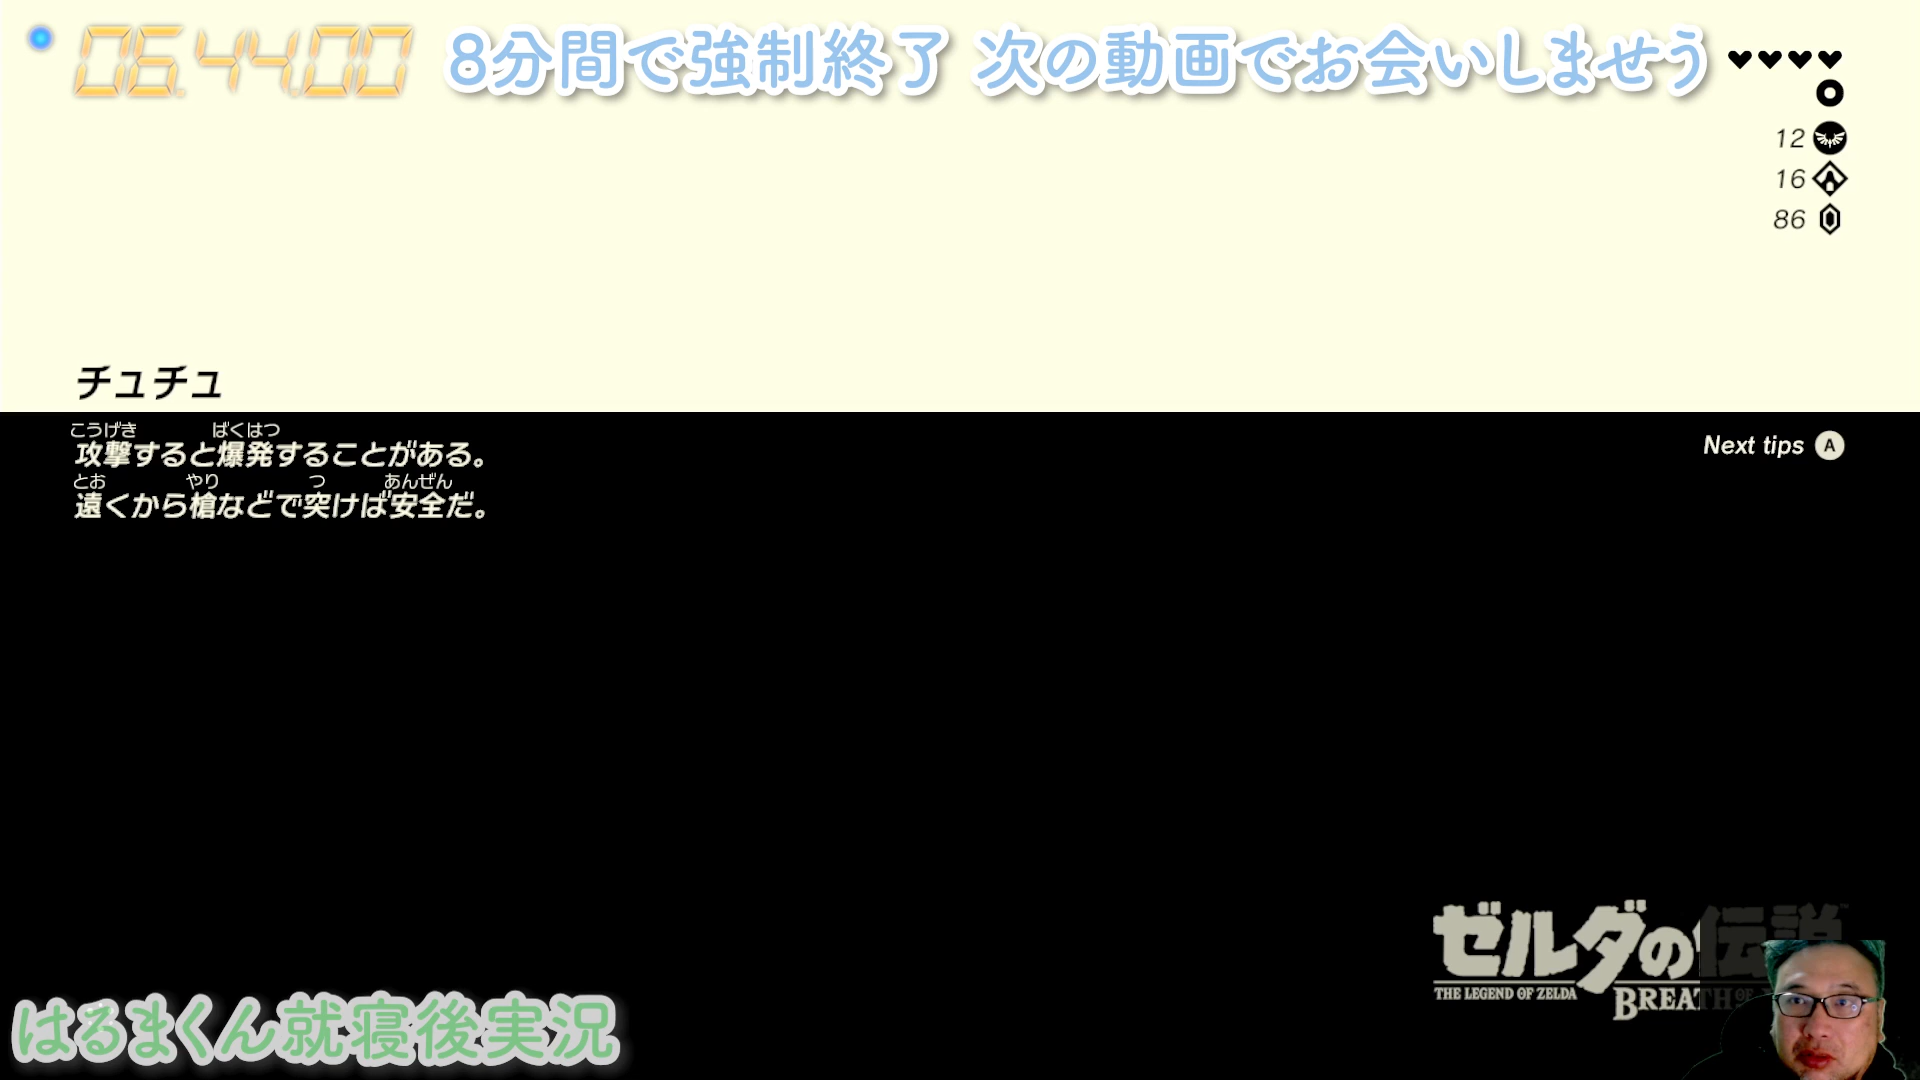 06.44.00
8分間で強制終了 次の動画でお会いしませう
12
16
86
チュチュ
こうげき ばくはつ
攻撃すると爆発することがある。
とお やり つ あんぜん
遠くから槍などで突けば安全だ。
Next tips A
ゼルダの伝説
THE LEGEND OF ZELDA
BREATH OF
はるまくん就寝後実況